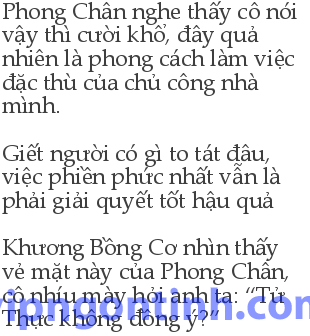 Phong Chân nghe thấy cô nói
vậy thì cười khổ, đây quả
nhiên là phong cách làm việc
đặc thù của chủ công nhà
mình.
Giết người có gì to tát đâu,
việc phiền phức nhất vẫn là
phải giải quyết tốt hậu quả
Khương Bồng Cơ nhìn thấy
vẻ mặt này của Phong Chân,
cô nhíu mày hỏi anh ta: “Tử
Thực không đồng ý?”
vipngontinh.com